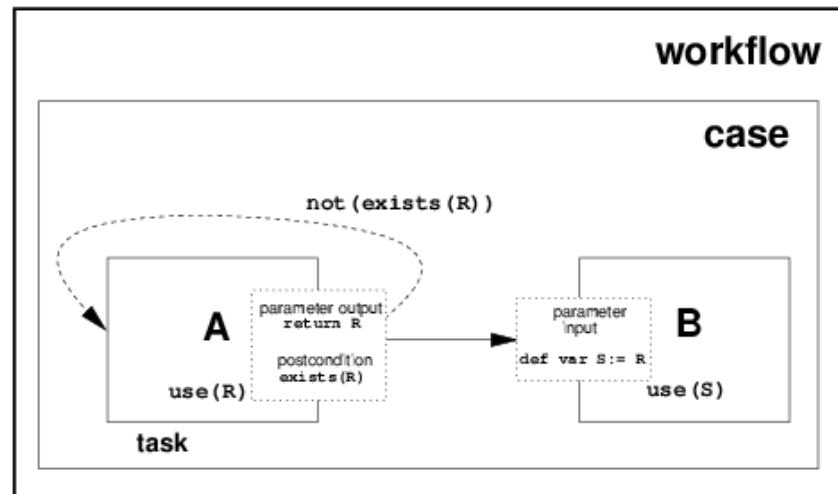 workflow
case
not(exists(R))
A
parameter output
return R
postcondition
exists(R)
use(R)
task
parameter
input
def var S:= R
B
use(S)